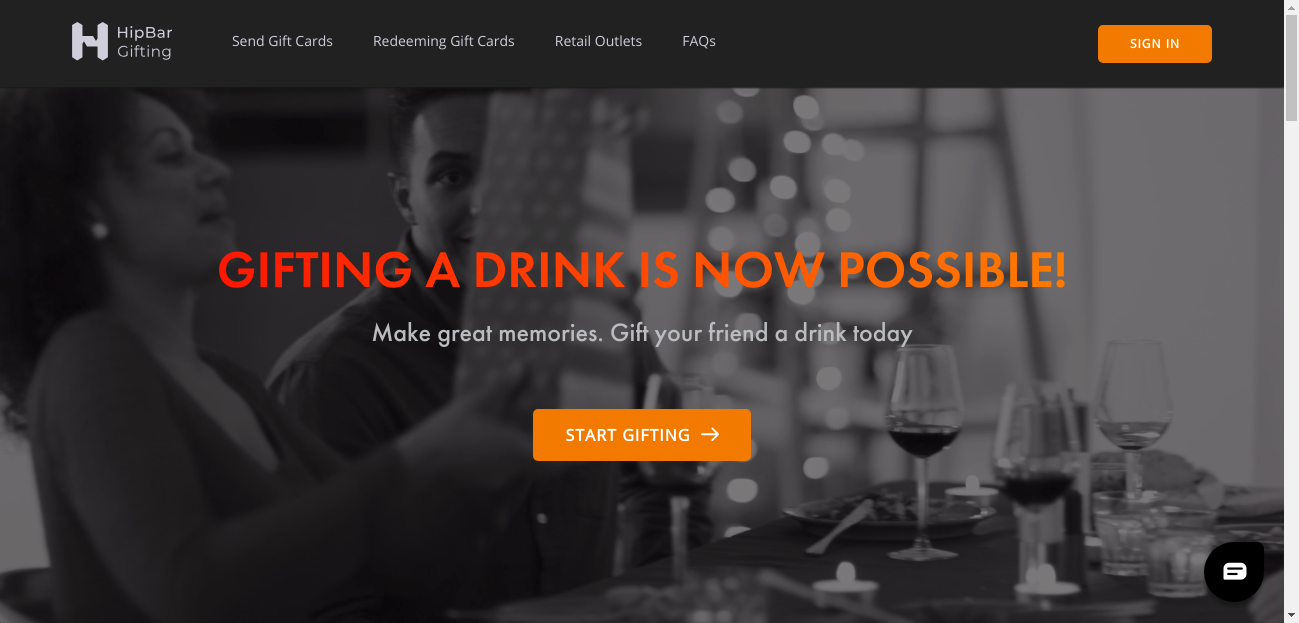 HipBar
Gifting
Send Gift Cards
Redeeming Gift Cards
Retail Outlets
FAQs
SIGN IN
GIFTING A DRINK IS NOW POSSIBLE!
Make great memories. Gift your friend a drink today
START GIFTING →